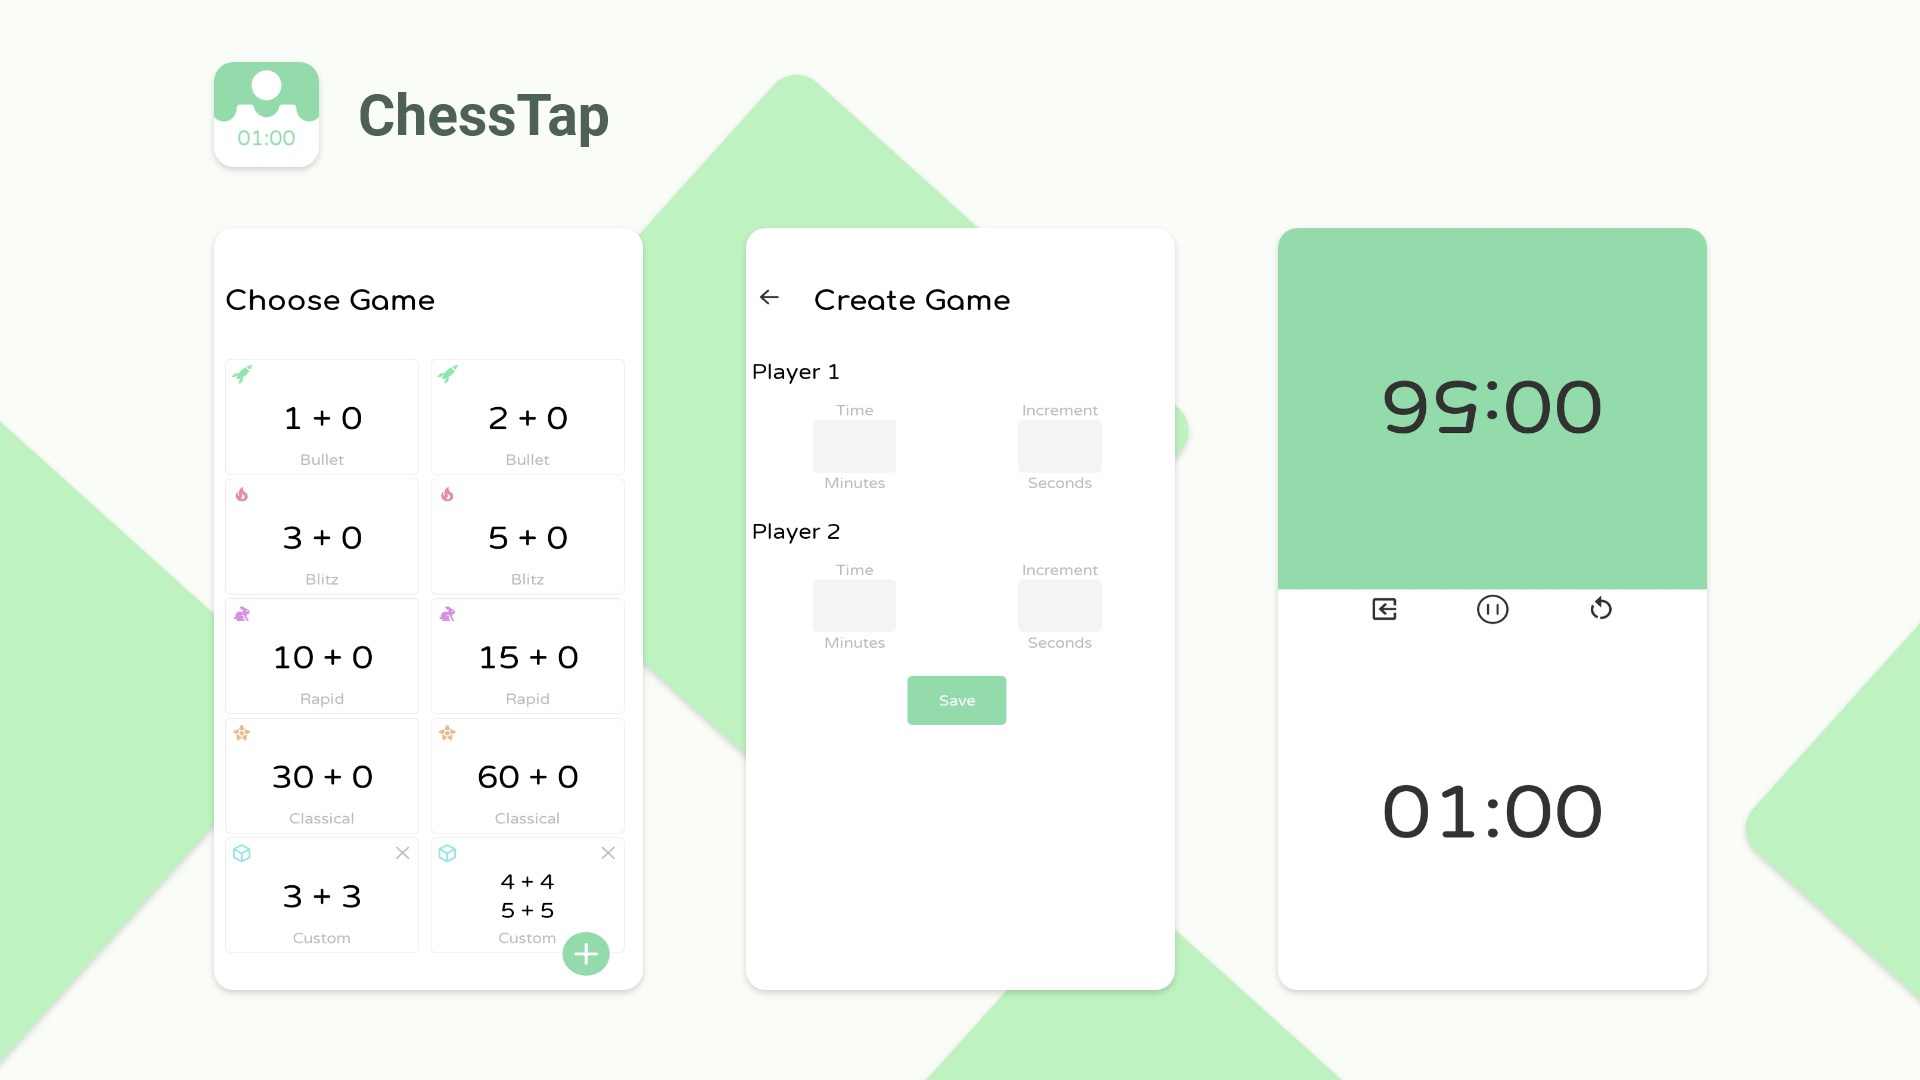 01:00
ChessTap
Choose Game
1 + 0
Bullet
2 + 0
Bullet
3 + 0
Blitz
5 + 0
Blitz
10 + 0
Rapid
15 + 0
Rapid
30 + 0
Classical
60 + 0
Classical
3 + 3
Custom
4 + 4
5 + 5
Custom
Create Game
Player 1
Time
Increment
Minutes
Seconds
Player 2
Time
Increment
Minutes
Seconds
Save
00:56
01:00